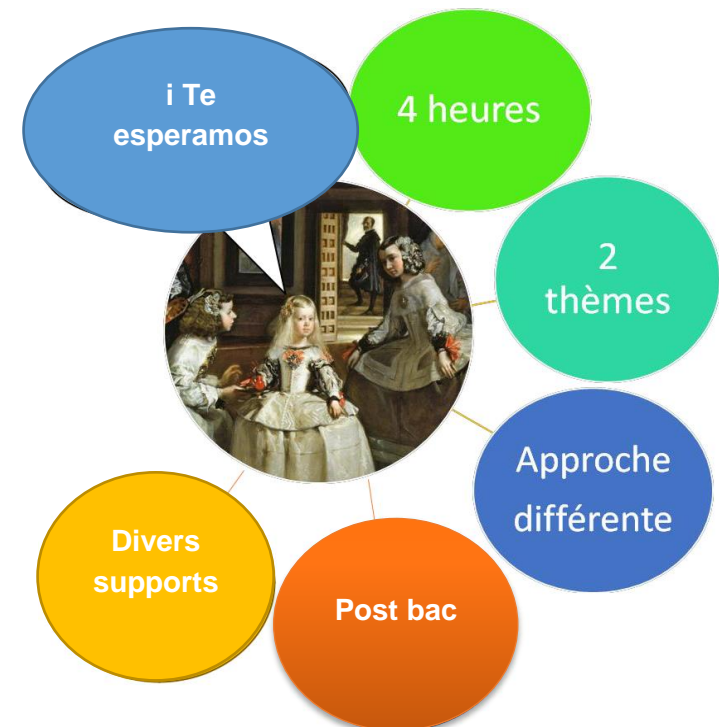 i Te
esperamos
4 heures
2
thèmes
Approche
différente
Divers
supports
Post bac